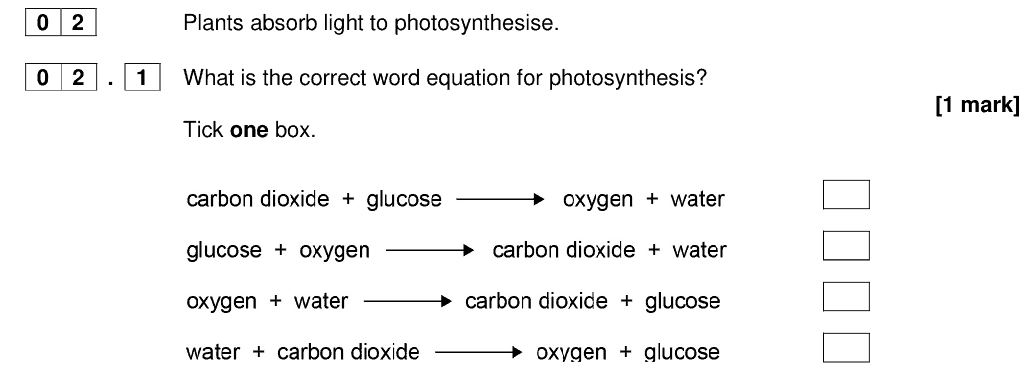 0 2 Plants absorb light to photosynthesise.
0 2 . 1 What is the correct word equation for photosynthesis?
[1 mark]
Tick one box.
carbon dioxide + glucose ⟶ oxygen + water
glucose + oxygen ⟶ carbon dioxide + water
oxygen + water ⟶ carbon dioxide + glucose
water + carbon dioxide ⟶ oxygen + glucose